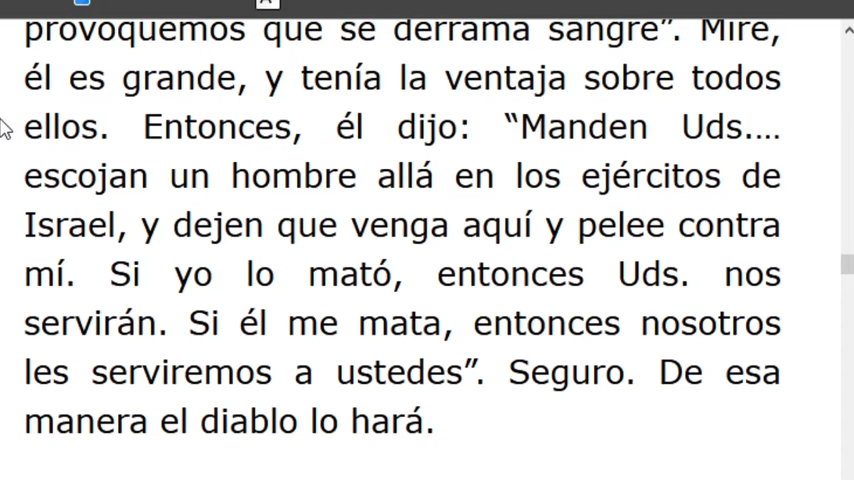 provoquemos que se derrama sangre”. Mire,
él es grande, y tenía la ventaja sobre todos
ellos. Entonces, él dijo: “Manden Uds....
escojan un hombre allá en los ejércitos de
Israel, y dejen que venga aquí y pelee contra
mí. Si yo lo mató, entonces Uds. nos
servirán. Si él me mata, entonces nosotros
les serviremos a ustedes”. Seguro. De esa
manera el diablo lo hará.